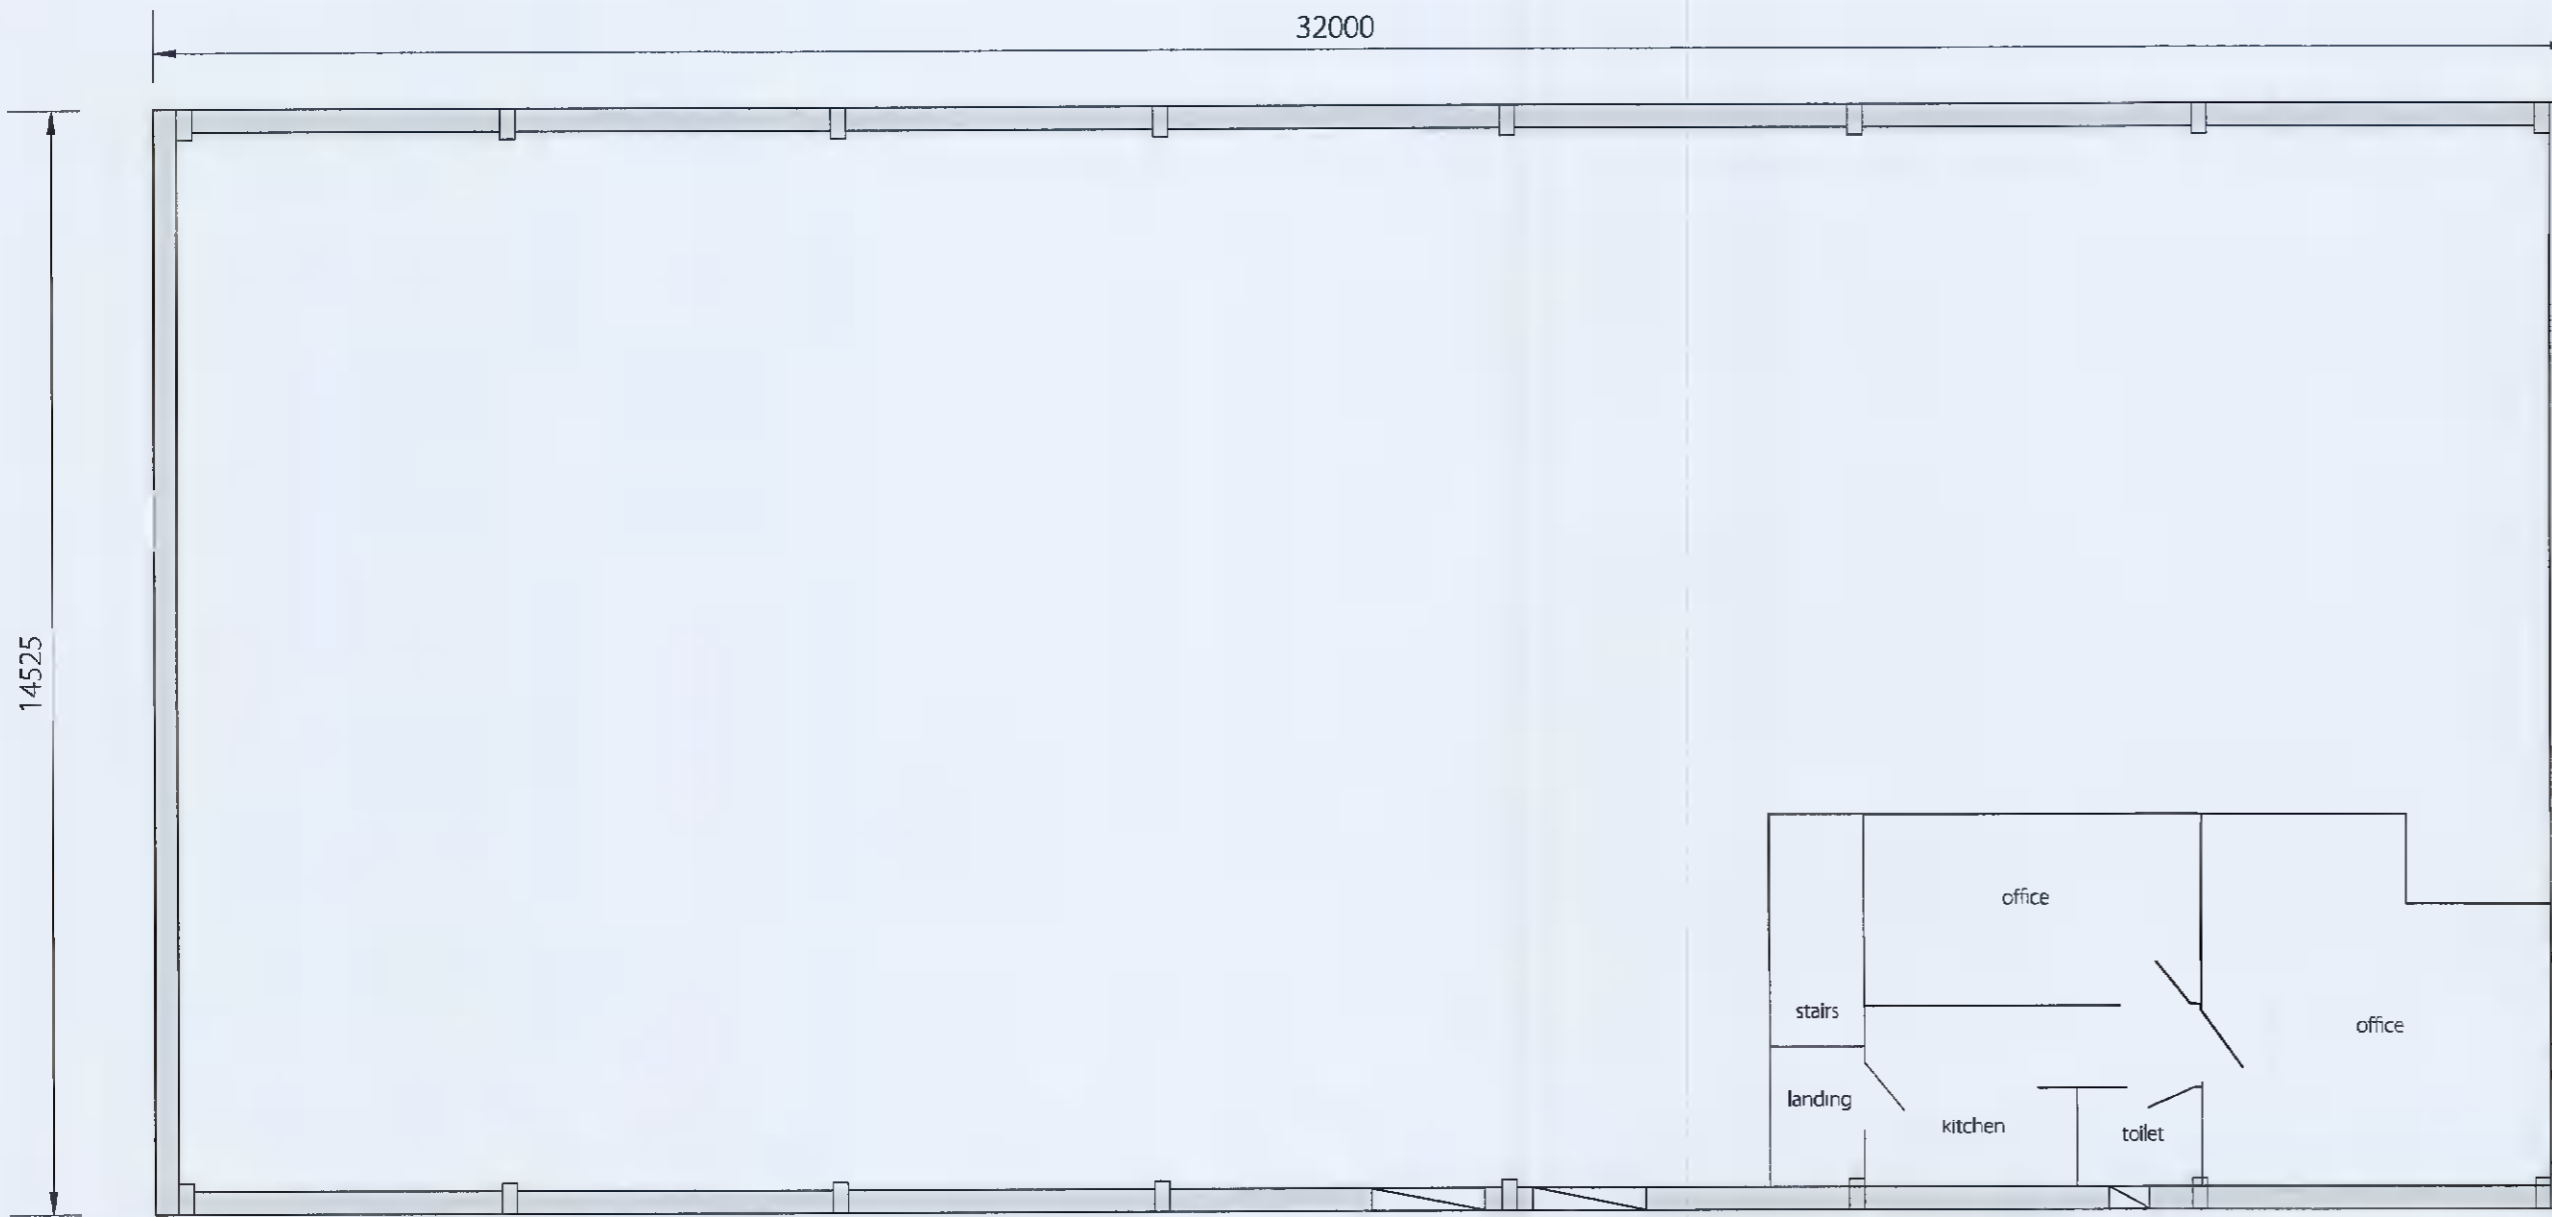 32000
14525
office
stairs
office
landing
kitchen
toilet